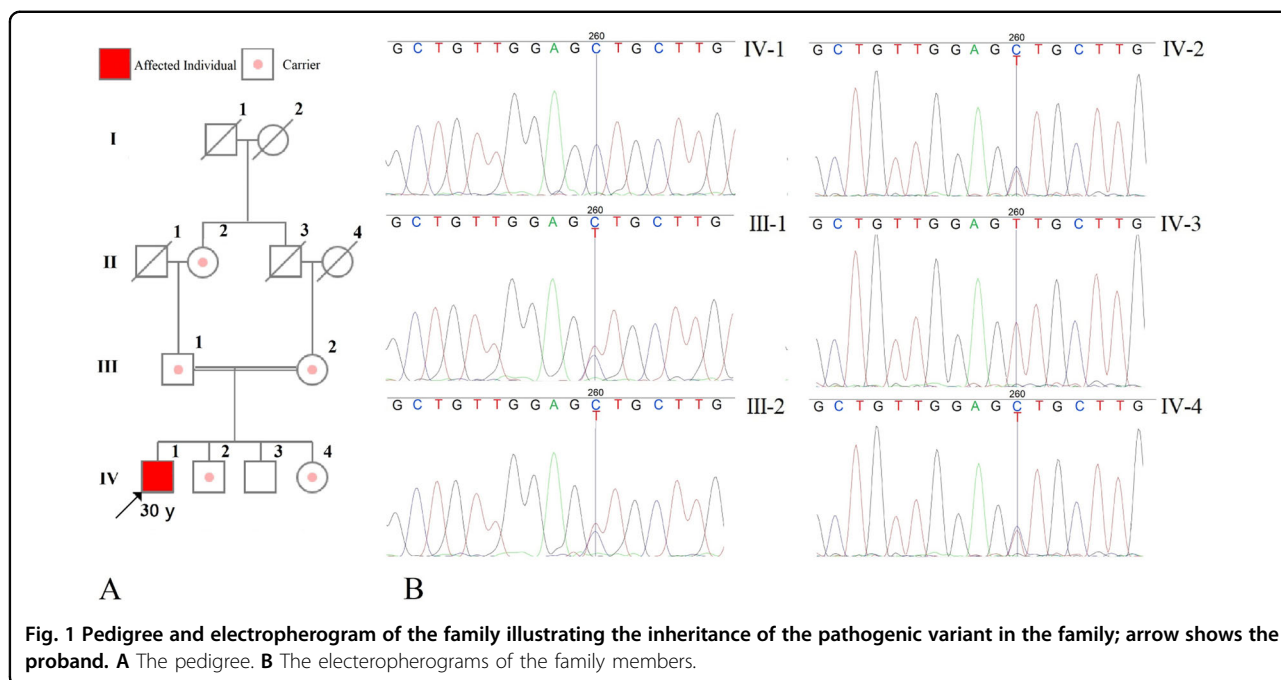 Affected Individual Carrier
1 2
I
1 2 3 4
II
1 2
III
1 2 3 4
IV
30 y
A
260
G C T G T T G G A G C T G C T T G IV-1
260
G C T G T T G G A G C T G C T T G IV-2
T
260
G C T G T T G G A G C T G C T T G III-1
T
260
G C T G T T G G A G T T G C T T G IV-3
260
G C T G T T G G A G C T G C T T G III-2
T
260
G C T G T T G G A G C T G C T T G IV-4
T
B
Fig. 1 Pedigree and electropherogram of the family illustrating the inheritance of the pathogenic variant in the family; arrow shows the
proband. A The pedigree. B The electeropherograms of the family members.